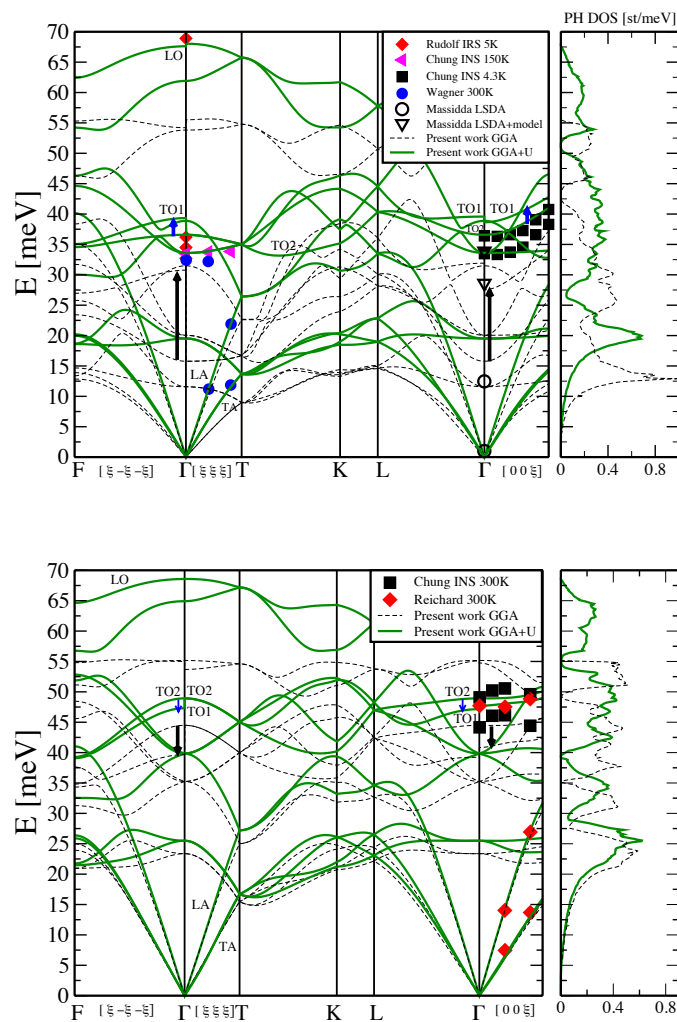 PH DOS [st/meV]
70
65
60
55
50
45
40
35
30
25
20
15
10
5
0
E [meV]
LO
TO1
TO2
LA
TA
TO1
TO1
TO2
Rudolf IRS 5K
Chung INS 150K
Chung INS 4.3K
Wagner 300K
Massidda LSDA
Massidda LSDA+model
Present work GGA
Present work GGA+U
F [ξ−ξ−ξ] Γ [ξξξ] T K L Γ [0 0 ξ]
0 0.4 0.8
70
65
60
55
50
45
40
35
30
25
20
15
10
5
0
E [meV]
LO
TO2 TO2
TO1
LA
TA
TO2
TO1
Chung INS 300K
Reichard 300K
Present work GGA
Present work GGA+U
F [ξ−ξ−ξ] Γ [ξξξ] T K L Γ [0 0 ξ]
0 0.4 0.8